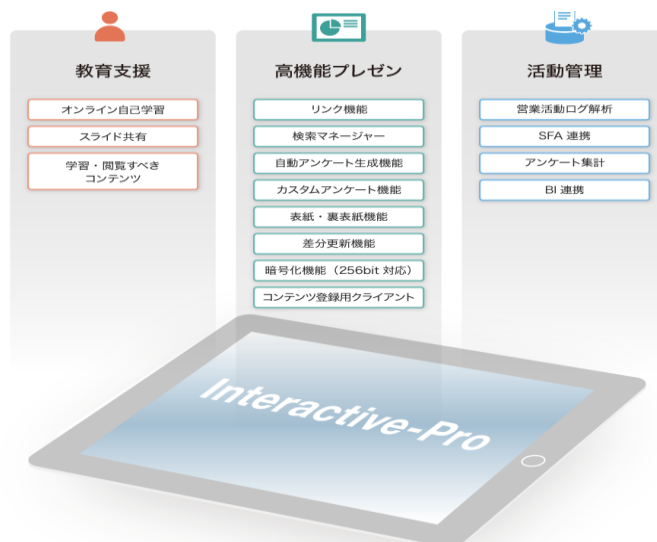 教育支援
オンライン自己学習
スライド共有
学習・閲覧すべき
コンテンツ
高機能プレゼン
リンク機能
検索マネージャー
自動アンケート生成機能
カスタムアンケート機能
表紙・裏表紙機能
差分更新機能
暗号化機能（256bit 対応）
コンテンツ登録用クライアント
活動管理
営業活動ログ解析
SFA 連携
アンケート集計
BI 連携
Interactive-Pro